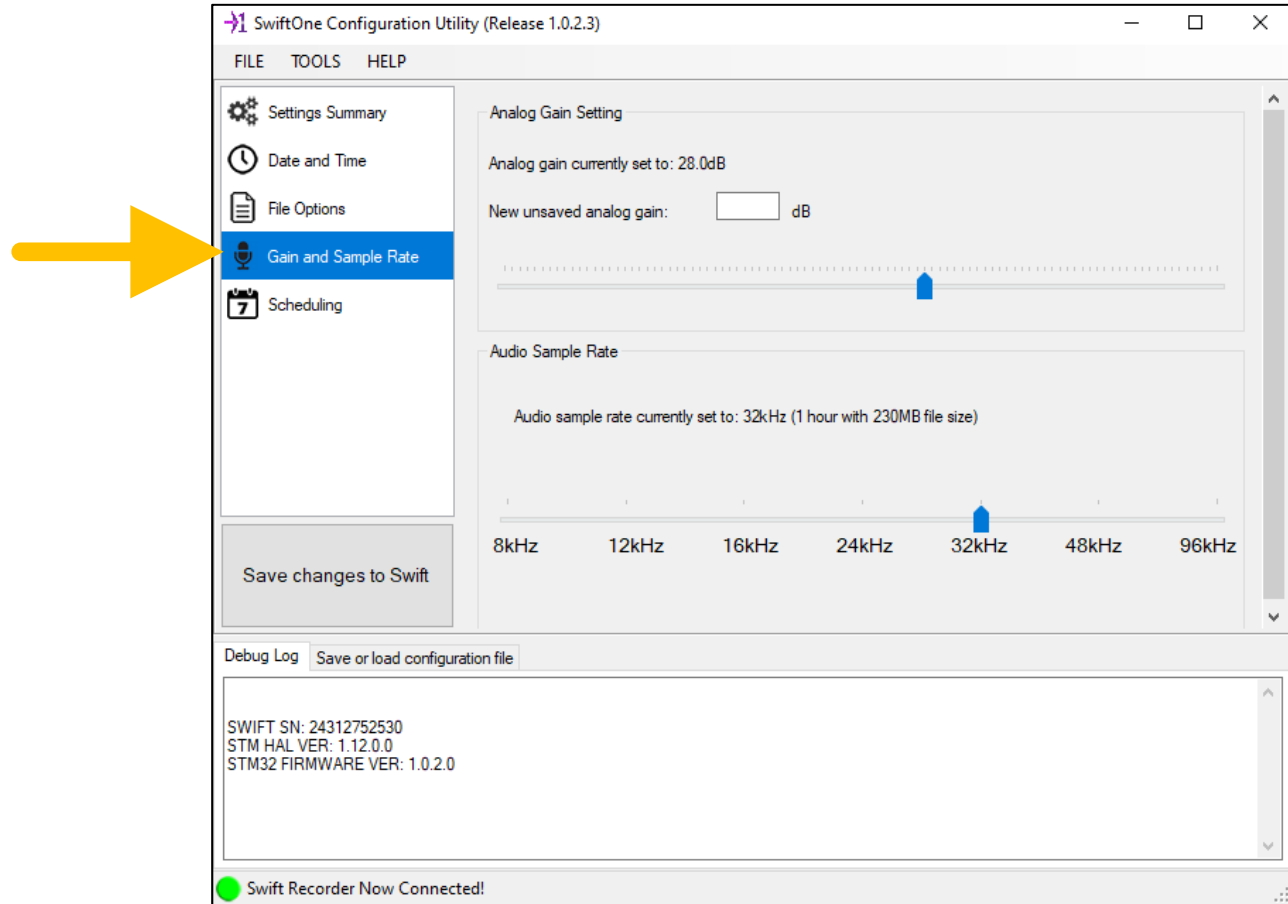 SwiftOne Configuration Utility (Release 1.0.2.3)
FILE TOOLS HELP
Settings Summary
Date and Time
File Options
Gain and Sample Rate
7
Scheduling
Save changes to Swift
Analog Gain Setting
Analog gain currently set to: 28.0dB
New unsaved analog gain: dB
Audio Sample Rate
Audio sample rate currently set to: 32kHz (1 hour with 230MB file size)
8kHz 12kHz 16kHz 24kHz 32kHz 48kHz 96kHz
Debug Log Save or load configuration file
SWIFT SN: 24312752530
STM HAL VER: 1.12.0.0
STM32 FIRMWARE VER: 1.0.2.0
Swift Recorder Now Connected!